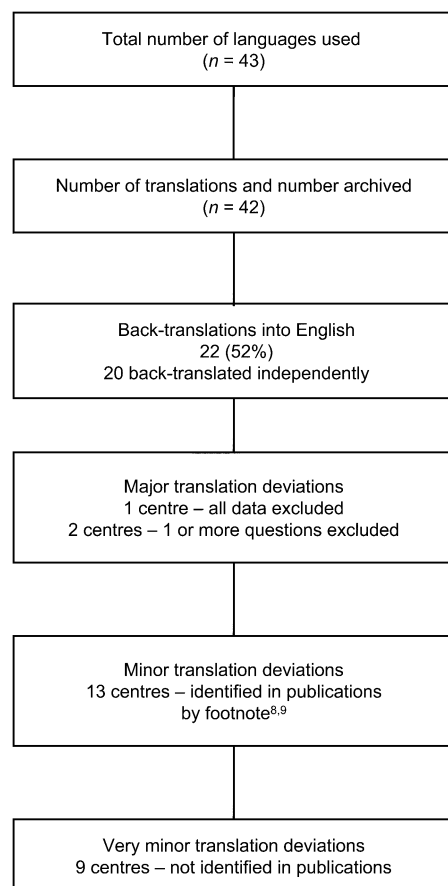 Total number of languages used
(n = 43)
Number of translations and number archived
(n = 42)
Back-translations into English
22 (52%)
20 back-translated independently
Major translation deviations
1 centre – all data excluded
2 centres – 1 or more questions excluded
Minor translation deviations
13 centres – identified in publications
by footnote8,9
Very minor translation deviations
9 centres – not identified in publications